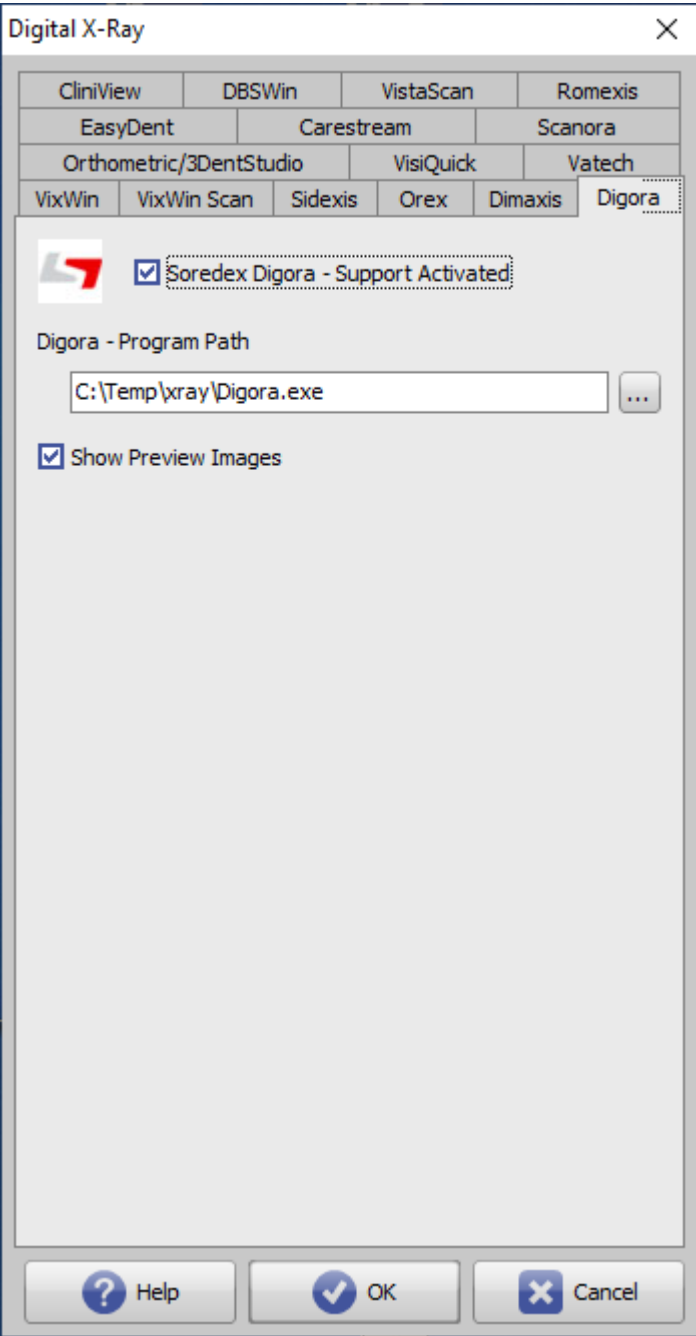 Digital X-Ray
CliniView DBSWin VistaScan Romexis
EasyDent Carestream Scanora
Orthometric/3DentStudio VisiQuick Vatech
VixWin VixWin Scan Sidexis Orex Dimaxis Digora
Soredex Digora - Support Activated
Digora - Program Path
C:\Temp\xray\Digora.exe ...
Show Preview Images
? Help OK Cancel